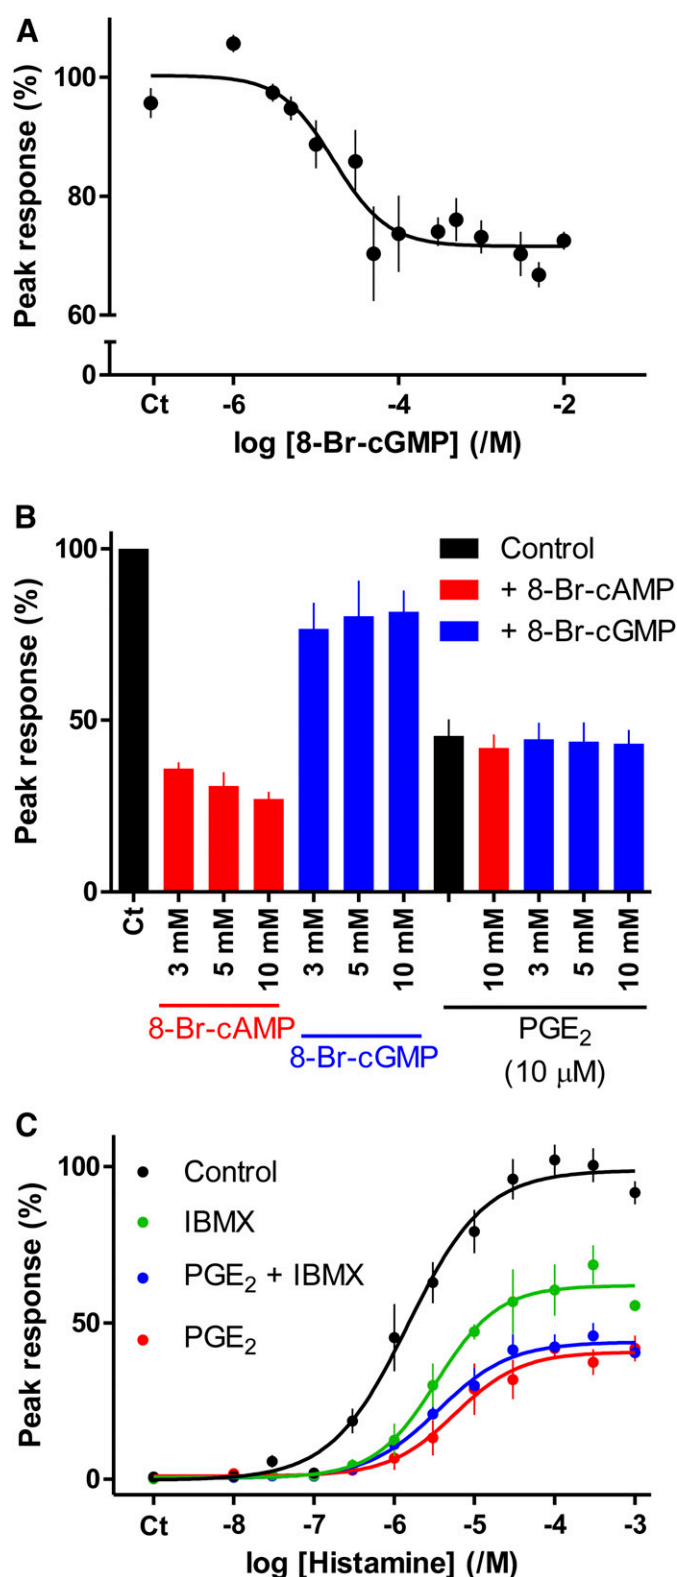 A
Peak response (%)
100
80
60
0
Ct -6 -4 -2
log [8-Br-cGMP] (/M)
B
Peak response (%)
100
50
0
Control
+ 8-Br-cAMP
+ 8-Br-cGMP
Ct 3 mM 5 mM 10 mM 3 mM 5 mM 10 mM 10 mM 3 mM 5 mM 10 mM
8-Br-cAMP
8-Br-cGMP
PGE2
(10 μM)
C
Peak response (%)
100
50
0
Control
IBMX
PGE2 + IBMX
PGE2
Ct -8 -7 -6 -5 -4 -3
log [Histamine] (/M)